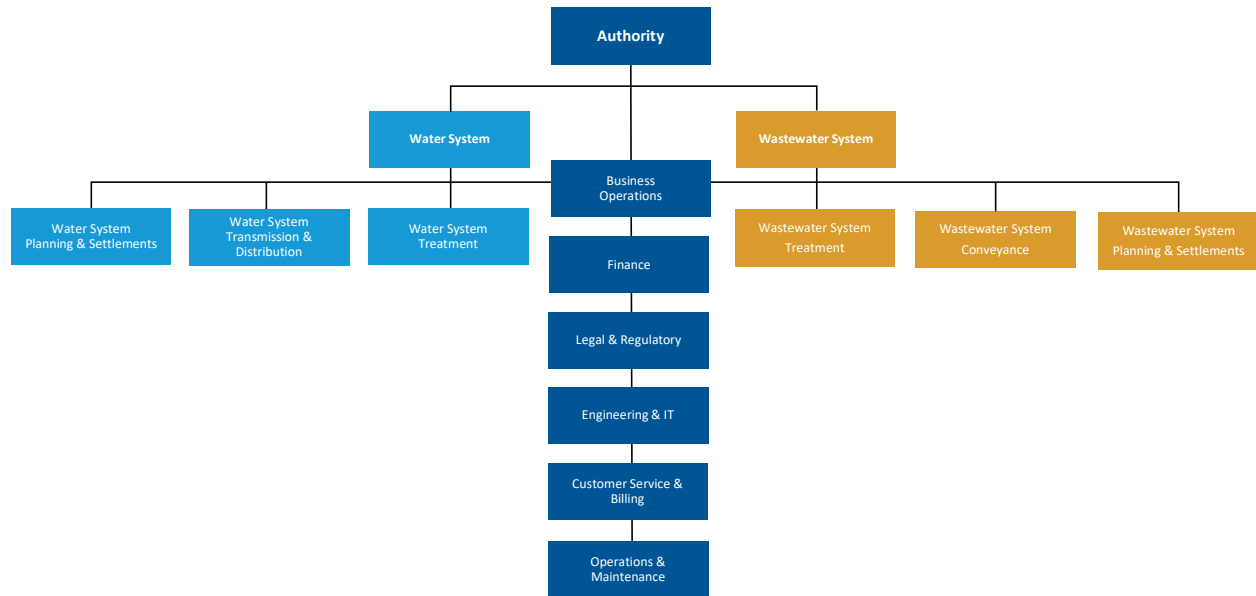 Authority
Water System
Wastewater System
Business
Operations
Water System
Planning & Settlements
Water System
Transmission &
Distribution
Water System
Treatment
Wastewater System
Treatment
Wastewater System
Conveyance
Wastewater System
Planning & Settlements
Finance
Legal & Regulatory
Engineering & IT
Customer Service &
Billing
Operations &
Maintenance